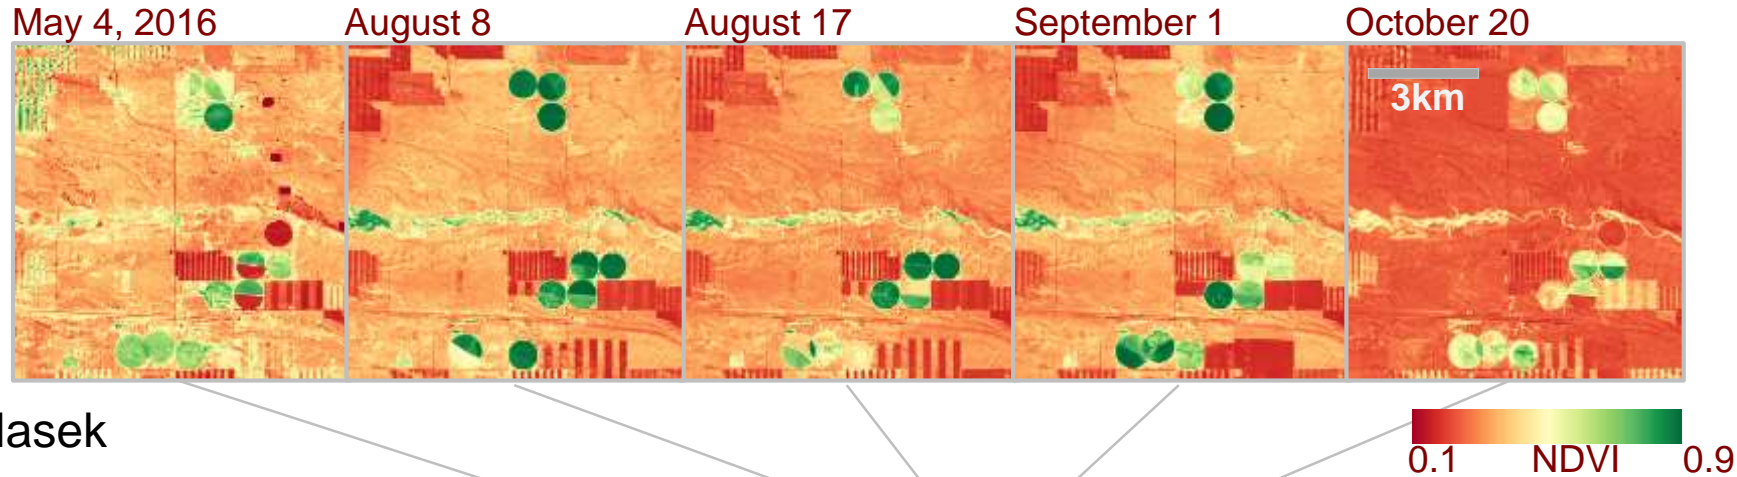 May 4, 2016 August 8 August 17 September 1 October 20
3km
lasek
0.1 NDVI 0.9